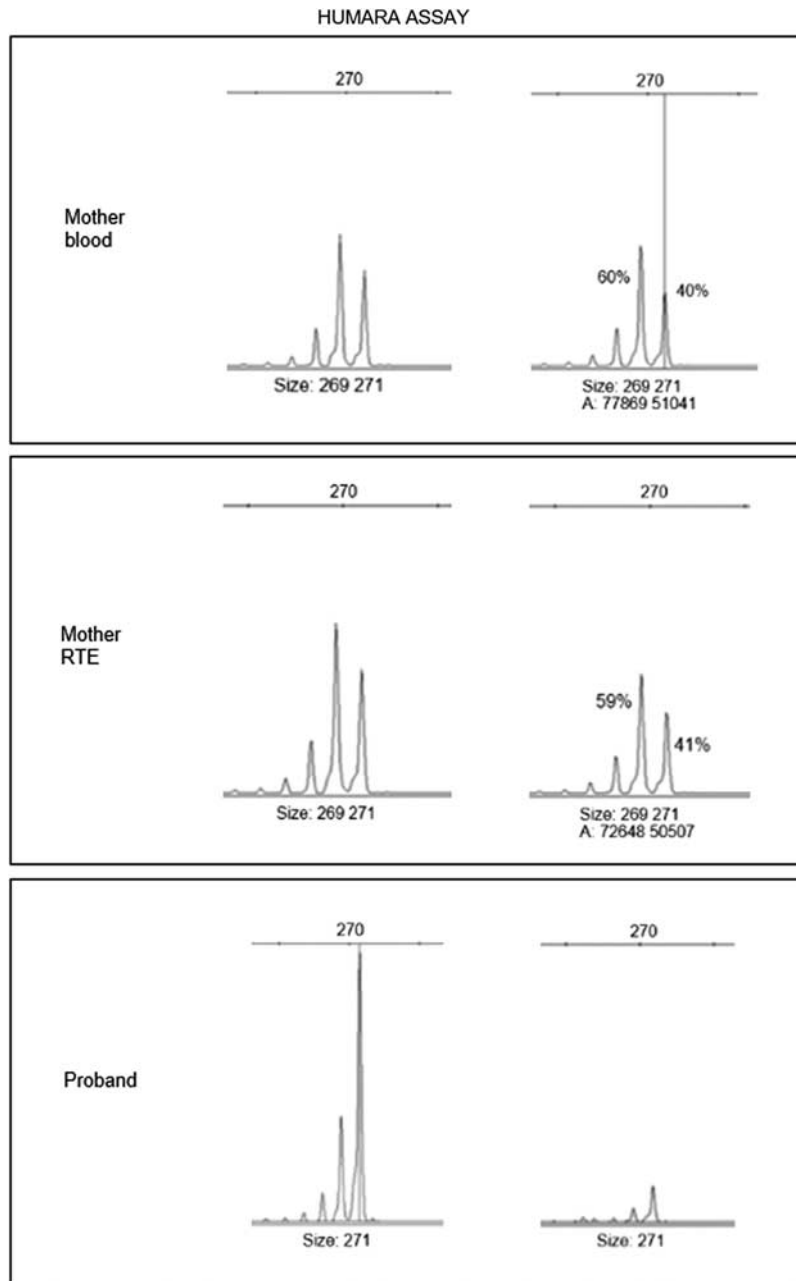 HUMARA ASSAY
270
270
Mother
blood
60%
40%
Size: 269 271
Size: 269 271
A: 77869 51041
270
270
Mother
RTE
59%
41%
Size: 269 271
Size: 269 271
A: 72648 50507
270
270
Proband
Size: 271
Size: 271